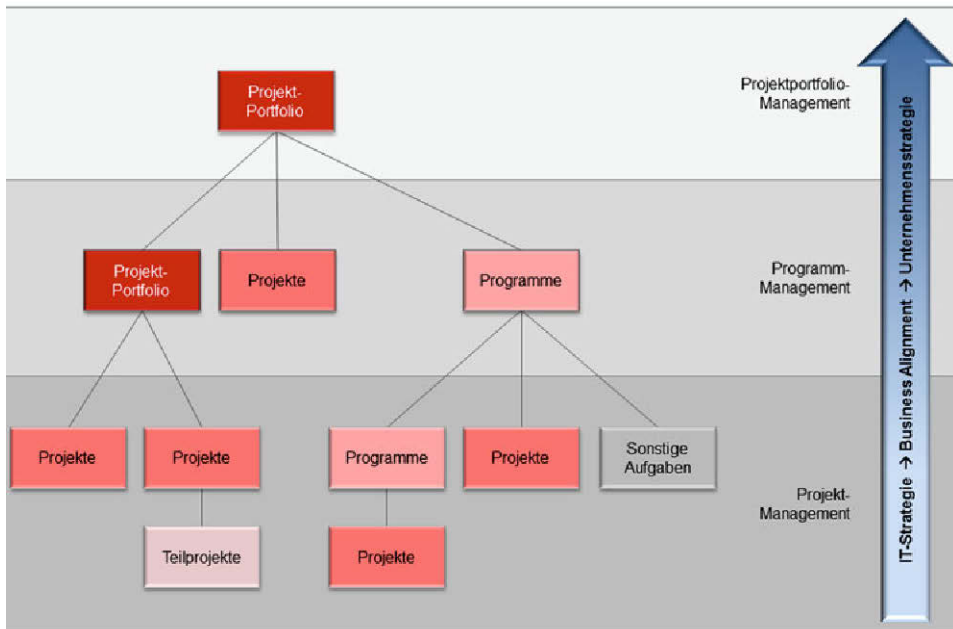 Projekt-
Portfolio
Projektportfolio-
Management
Projekt-
Portfolio
Projekte
Programme
Programm-
Management
Projekte
Projekte
Programme
Projekte
Sonstige
Aufgaben
Teilprojekte
Projekte
Projekt-
Management
IT-Strategie → Business Alignment → Unternehmensstrategie